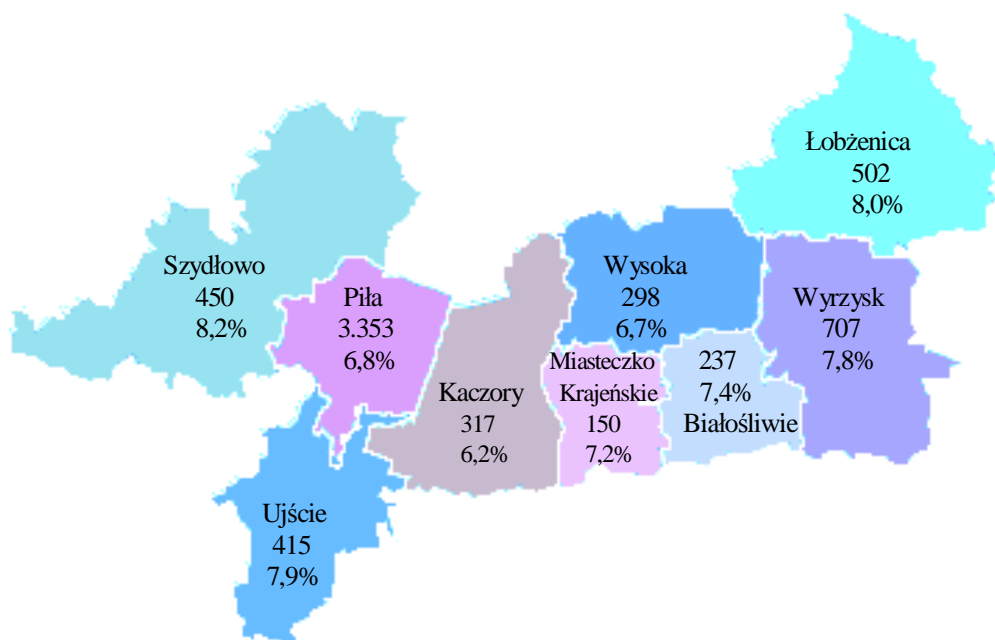 Łobżenica
502
8,0%
Szydłowo
450
8,2%
Piła
3.353
6,8%
Wysoka
298
6,7%
Wyrzysk
707
7,8%
Kaczory
317
6,2%
Miasteczko
Krajeńskie
150
7,2%
237
7,4%
Białośliwie
Ujście
415
7,9%